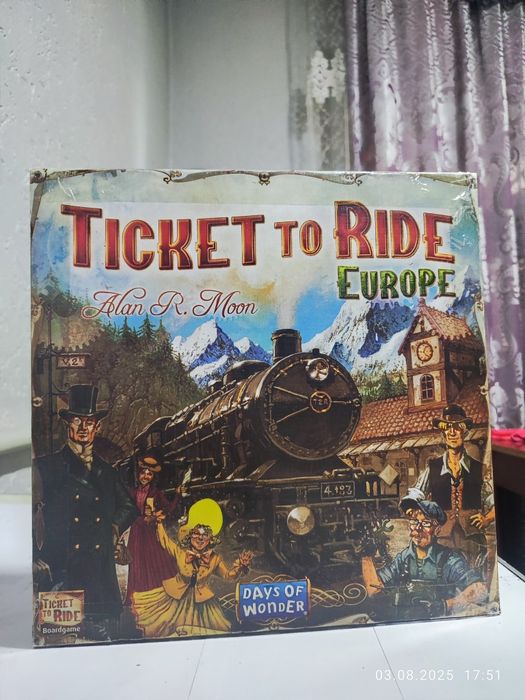 TICKET TO RIDE
EUROPE
Alan R. Moon
4.183
DAYS OF
WONDER
TICKET
TO
RIDE
Boardgame
03.08.2025 17:51